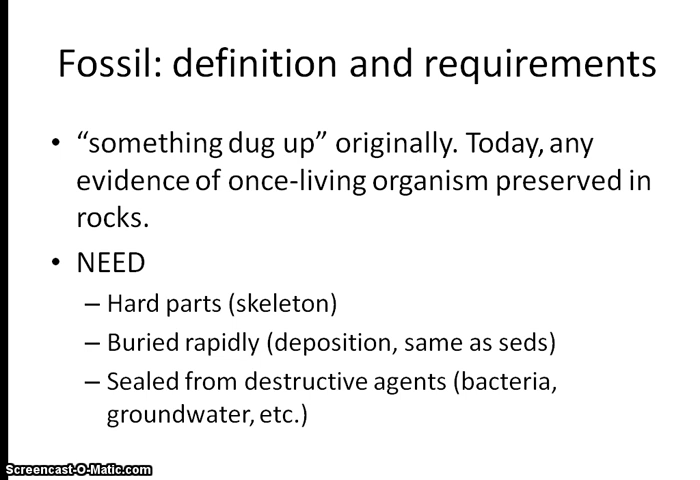 Fossil: definition and requirements
• “something dug up” originally. Today, any
evidence of once-living organism preserved in
rocks.
• NEED
– Hard parts (skeleton)
– Buried rapidly (deposition, same as seds)
– Sealed from destructive agents (bacteria,
groundwater, etc.)
Screencast-O-Matic.com